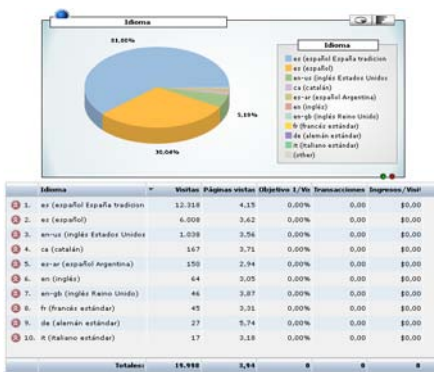 Idioma
61,60%
5,19%
30,04%
Idioma
es (español España tradicion
es (español)
en-us (inglés Estados Unidos
ca (catalán)
es-ar (español Argentina)
en (inglés)
en-gb (inglés Reino Unido)
fr (francés estándar)
de (alemán estándar)
it (italiano estándar)
(other)
Idioma Visitas Páginas vistas Objetivo 1/Vo Transacciones Ingresos/Visit
1. es (español España tradicion 12.318 4,15 0,00% 0,00 $0,00
2. es (español) 6.008 3,62 0,00% 0,00 $0,00
3. en-us (inglés Estados Unidos 1.038 3,56 0,00% 0,00 $0,00
4. ca (catalán) 167 3,71 0,00% 0,00 $0,00
5. es-ar (español Argentina) 150 2,94 0,00% 0,00 $0,00
6. en (inglés) 64 3,05 0,00% 0,00 $0,00
7. en-gb (inglés Reino Unido) 46 3,87 0,00% 0,00 $0,00
8. fr (francés estándar) 45 3,31 0,00% 0,00 $0,00
9. de (alemán estándar) 27 5,74 0,00% 0,00 $0,00
10. it (italiano estándar) 17 3,18 0,00% 0,00 $0,00
Totales: 19.998 3,94 0 0 0